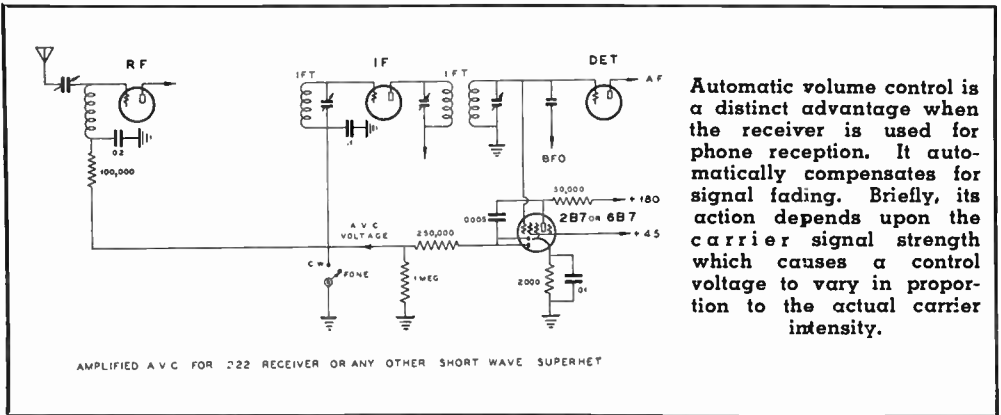 RF
IF
DET
IFT
IFT
AF
BFO
02
.1
100,000
50,000
+180
.0005
2B7 OR 6B7
+45
AVC
VOLTAGE
250,000
CW
FONE
1 MEG
2000
01
AMPLIFIED AVC FOR 222 RECEIVER OR ANY OTHER SHORT WAVE SUPERHET
Automatic volume control is
a distinct advantage when
the receiver is used for
phone reception. It auto-
matically compensates for
signal fading. Briefly, its
action depends upon the
carrier signal strength
which causes a control
voltage to vary in propor-
tion to the actual carrier
intensity.